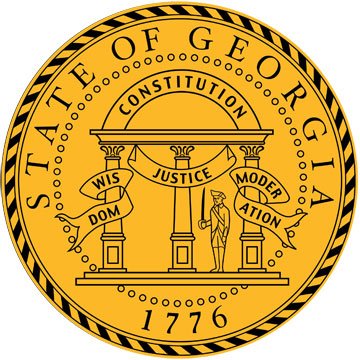 STATE OF GEORGIA
CONSTITUTION
WIS
DOM
JUSTICE
MODER
ATION
1776